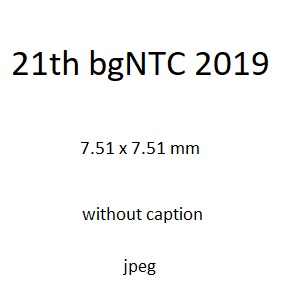 21th bgNTC 2019
7.51 x 7.51 mm
without caption
jpeg